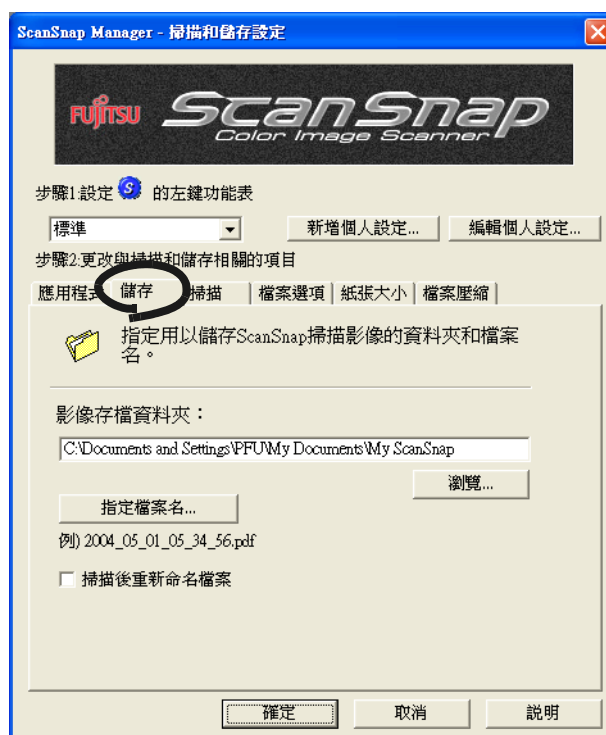 ScanSnap Manager - 掃描和儲存設定
FUJITSU ScanSnap
Color Image Scanner
步驟1:設定 S 的左鍵功能表
標準 新增個人設定... 編輯個人設定...
步驟2:更改與掃描和儲存相關的項目
應用程式 儲存 掃描 檔案選項 紙張大小 檔案壓縮
指定用以儲存ScanSnap掃描影像的資料夾和檔案
名。
影像存檔資料夾：
C:\Documents and Settings\PFU\My Documents\My ScanSnap
瀏覽...
指定檔案名...
例) 2004_05_01_05_34_56.pdf
掃描後重新命名檔案
確定 取消 說明